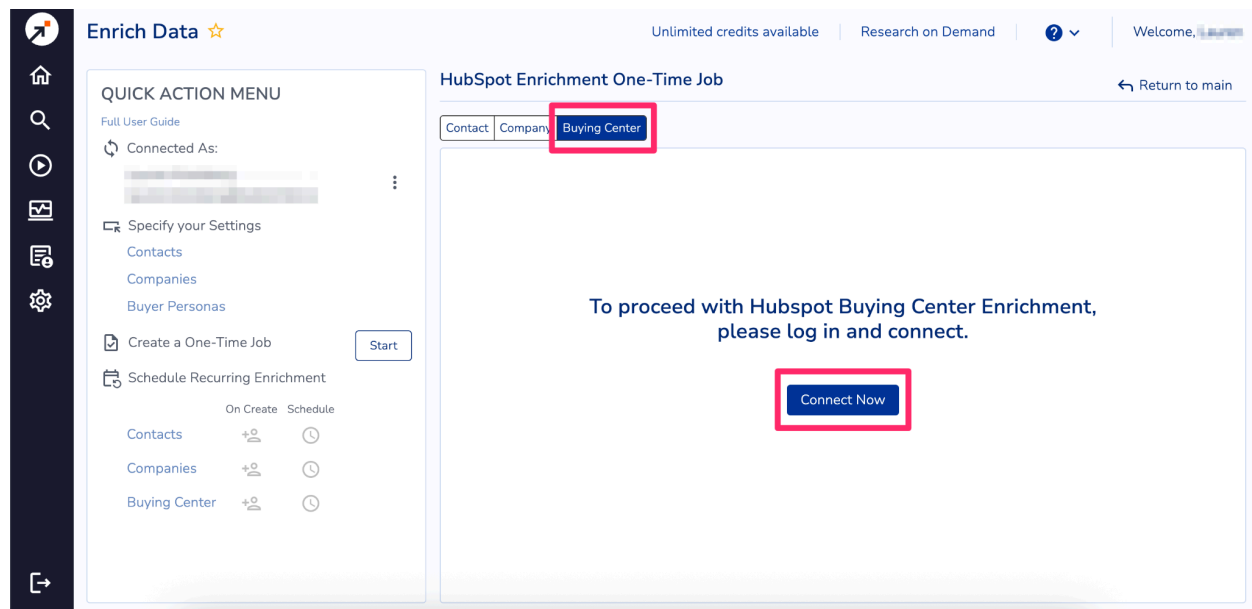 Enrich Data
Unlimited credits available
Research on Demand
?
Welcome,
QUICK ACTION MENU
Full User Guide
Connected As:
Specify your Settings
Contacts
Companies
Buyer Personas
Create a One-Time Job
Start
Schedule Recurring Enrichment
On Create Schedule
Contacts
Companies
Buying Center
HubSpot Enrichment One-Time Job
Return to main
Contact Company Buying Center
To proceed with Hubspot Buying Center Enrichment,
please log in and connect.
Connect Now